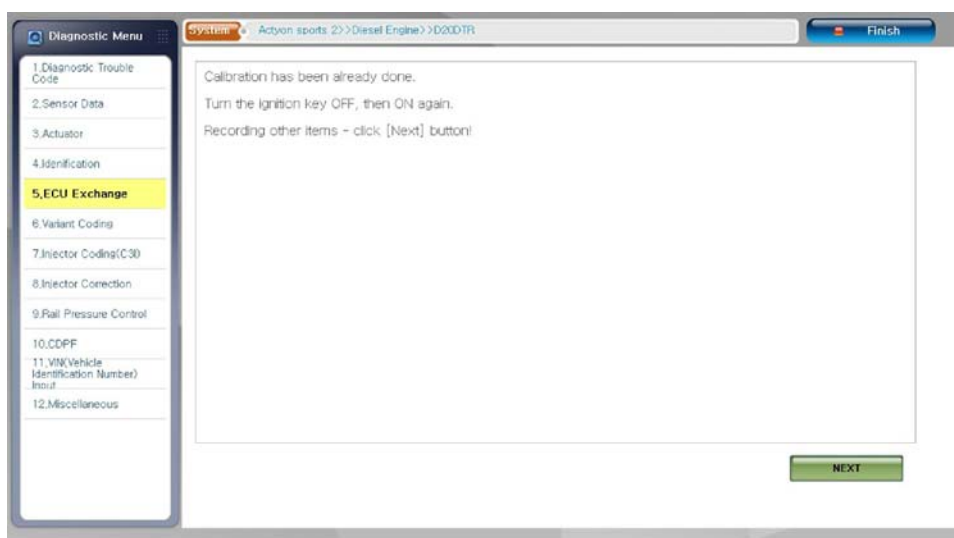 Diagnostic Menu
System
Actyon sports 2>>Diesel Engine>>D20DTR
Finish
1.Diagnostic Trouble
Code
2.Sensor Data
3.Actuator
4.Idenification
5.ECU Exchange
6.Variant Coding
7.Injector Coding(C3I)
8.Injector Correction
9.Rail Pressure Control
10.CDPF
11.VIN(Vehicle
Identification Number)
Input
12.Miscellaneous
Calibration has been already done.
Turn the ignition key OFF, then ON again.
Recording other items - click [Next] button!
NEXT